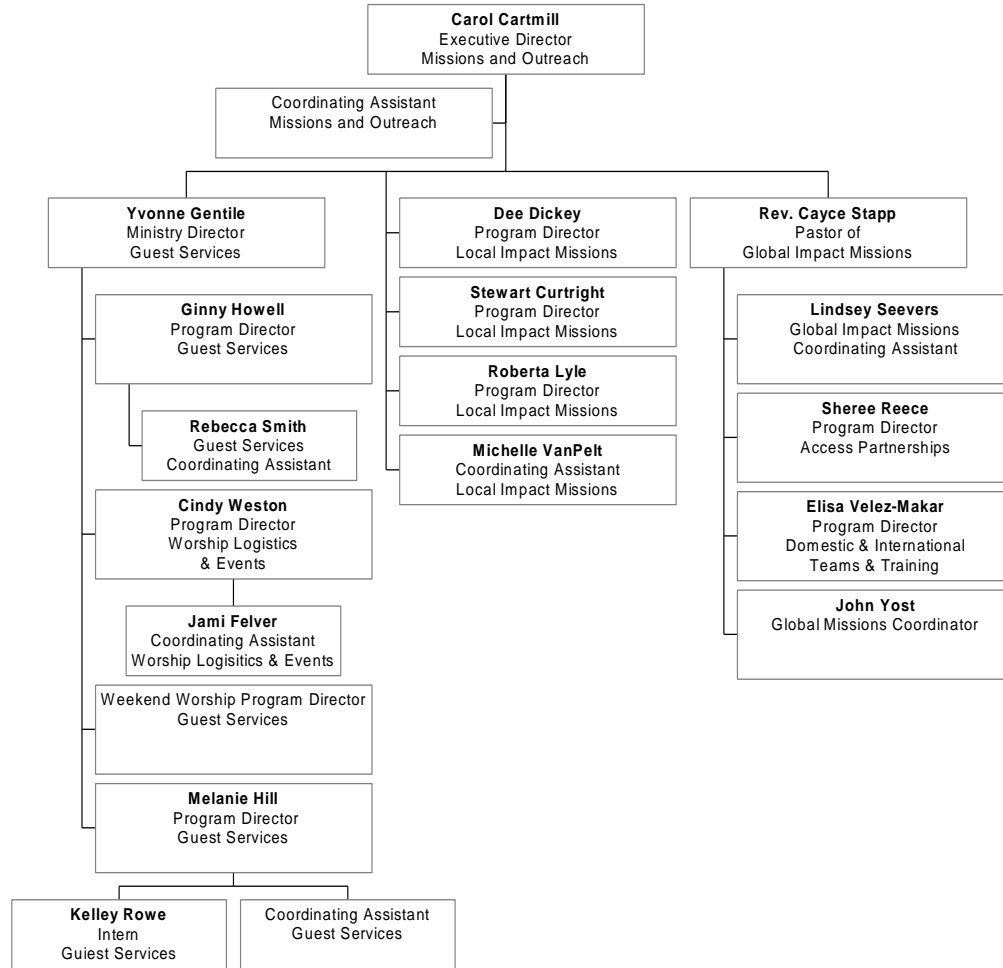 Carol Cartmill
Executive Director
Missions and Outreach
Coordinating Assistant
Missions and Outreach
Yvonne Gentile
Ministry Director
Guest Services
Ginny Howell
Program Director
Guest Services
Rebecca Smith
Guest Services
Coordinating Assistant
Cindy Weston
Program Director
Worship Logistics
& Events
Jami Felver
Coordinating Assistant
Worship Logisitics & Events
Weekend Worship Program Director
Guest Services
Melanie Hill
Program Director
Guest Services
Kelley Rowe
Intern
Guiest Services
Coordinating Assistant
Guest Services
Dee Dickey
Program Director
Local Impact Missions
Stewart Curtright
Program Director
Local Impact Missions
Roberta Lyle
Program Director
Local Impact Missions
Michelle VanPelt
Coordinating Assistant
Local Impact Missions
Rev. Cayce Stapp
Pastor of
Global Impact Missions
Lindsey Seevers
Global Impact Missions
Coordinating Assistant
Sheree Reece
Program Director
Access Partnerships
Elisa Velez-Makar
Program Director
Domestic & International
Teams & Training
John Yost
Global Missions Coordinator